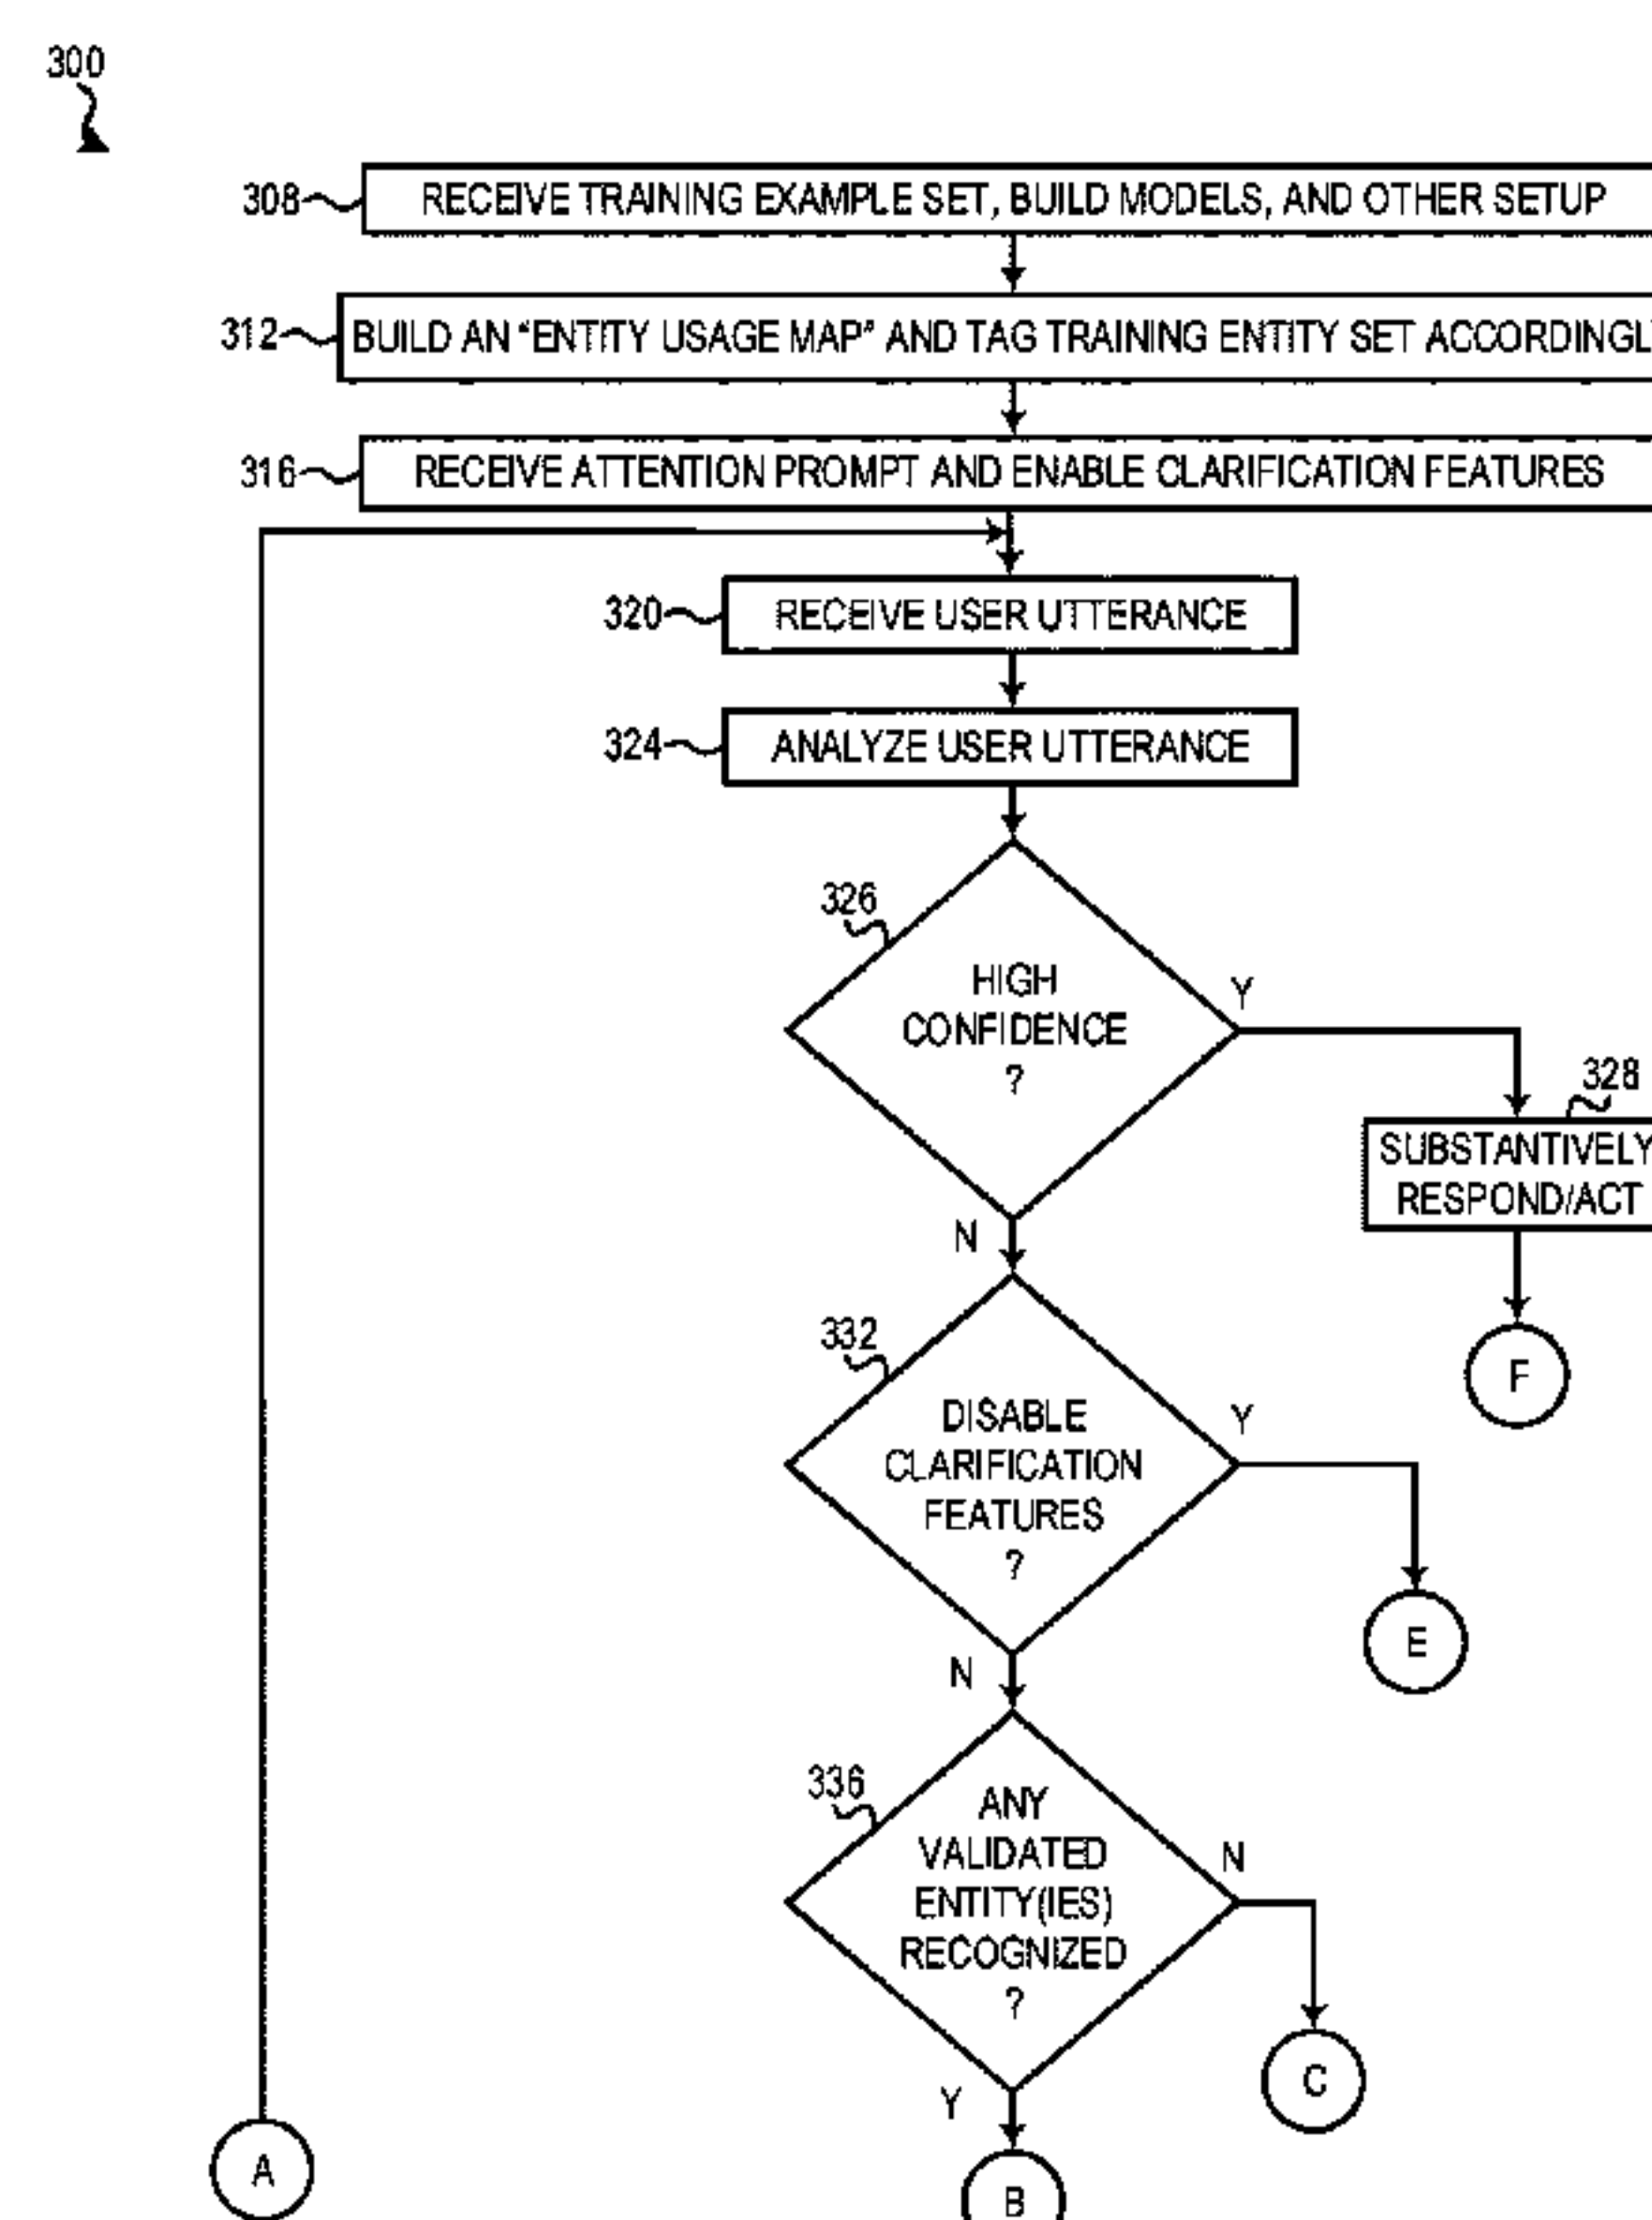 300
308 RECEIVE TRAINING EXAMPLE SET, BUILD MODELS, AND OTHER SETUP
312 BUILD AN "ENTITY USAGE MAP" AND TAG TRAINING ENTITY SET ACCORDINGL
316 RECEIVE ATTENTION PROMPT AND ENABLE CLARIFICATION FEATURES
320 RECEIVE USER UTTERANCE
324 ANALYZE USER UTTERANCE
326
HIGH
CONFIDENCE
?
Y
N
328
SUBSTANTIVELY
RESPOND/ACT
F
332
DISABLE
CLARIFICATION
FEATURES
?
Y
N
E
336
ANY
VALIDATED
ENTITY(IES)
RECOGNIZED
?
N
Y
C
A
B